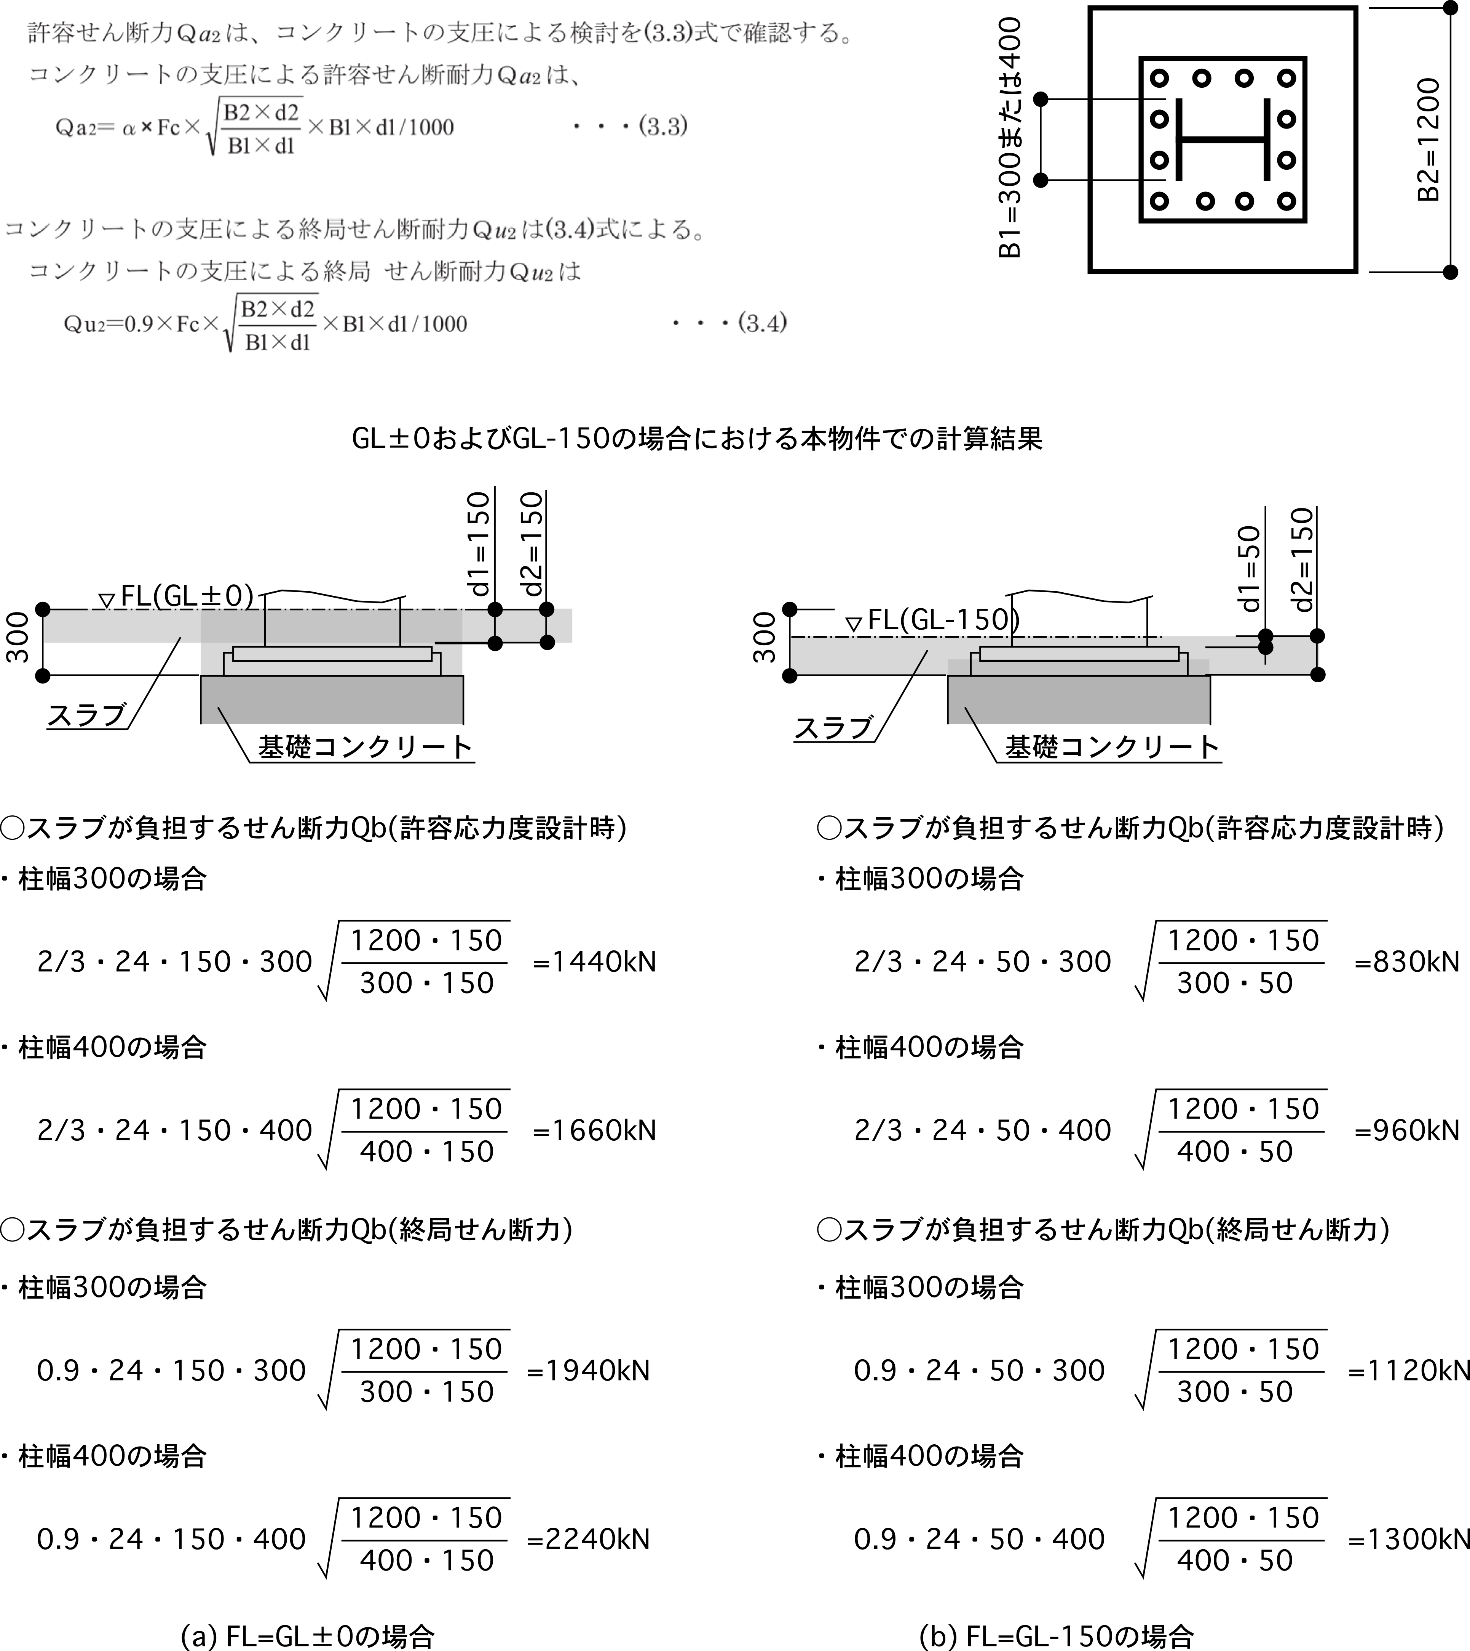 許容せん断力Qa2は、コンクリートの支圧による検討を(3.3)式で確認する。
コンクリートの支圧による許容せん断耐力Qa2は、
Qa2= α×Fc×√(B2×d2/B1×d1)×B1×d1/1000 ・・・(3.3)
コンクリートの支圧による終局せん断耐力Qu2は(3.4)式による。
コンクリートの支圧による終局 せん断耐力Qu2は
Qu2=0.9×Fc×√(B2×d2/B1×d1)×B1×d1/1000 ・・・(3.4)
B1=300または400
B2=1200
GL±0およびGL-150の場合における本物件での計算結果
300
▽FL(GL±0)
d1=150
d2=150
スラブ
基礎コンクリート
300
▽FL(GL-150)
d1=50
d2=150
スラブ
基礎コンクリート
○スラブが負担するせん断力Qb(許容応力度設計時)
・柱幅300の場合
2/3・24・150・300√(1200・150/300・150) =1440kN
・柱幅400の場合
2/3・24・150・400√(1200・150/400・150) =1660kN
○スラブが負担するせん断力Qb(終局せん断力)
・柱幅300の場合
0.9・24・150・300√(1200・150/300・150) =1940kN
・柱幅400の場合
0.9・24・150・400√(1200・150/400・150) =2240kN
(a) FL=GL±0の場合
○スラブが負担するせん断力Qb(許容応力度設計時)
・柱幅300の場合
2/3・24・50・300 √(1200・150/300・50) =830kN
・柱幅400の場合
2/3・24・50・400 √(1200・150/400・50) =960kN
○スラブが負担するせん断力Qb(終局せん断力)
・柱幅300の場合
0.9・24・50・300 √(1200・150/300・50) =1120kN
・柱幅400の場合
0.9・24・50・400 √(1200・150/400・50) =1300kN
(b) FL=GL-150の場合